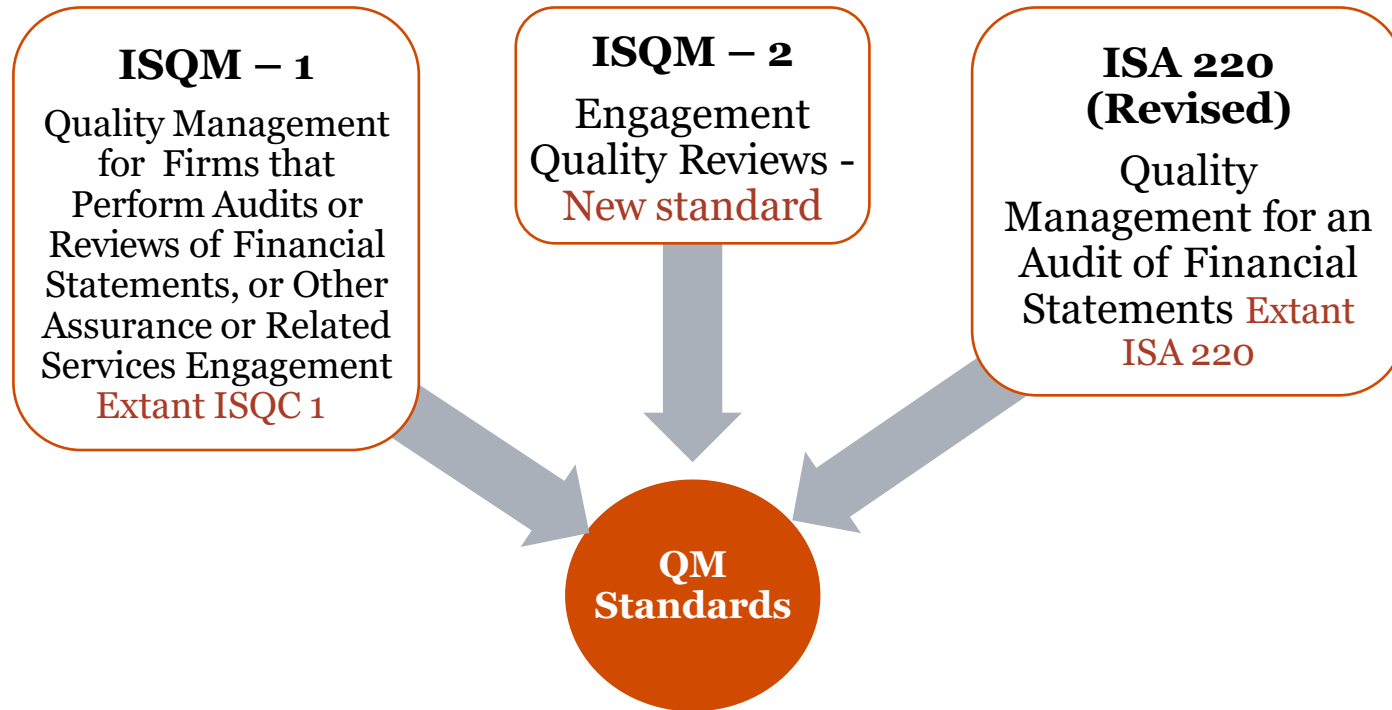 ISQM – 1
Quality Management
for Firms that
Perform Audits or
Reviews of Financial
Statements, or Other
Assurance or Related
Services Engagement
Extant ISQC 1
ISQM – 2
Engagement
Quality Reviews -
New standard
ISA 220
(Revised)
Quality
Management for an
Audit of Financial
Statements Extant
ISA 220
QM
Standards